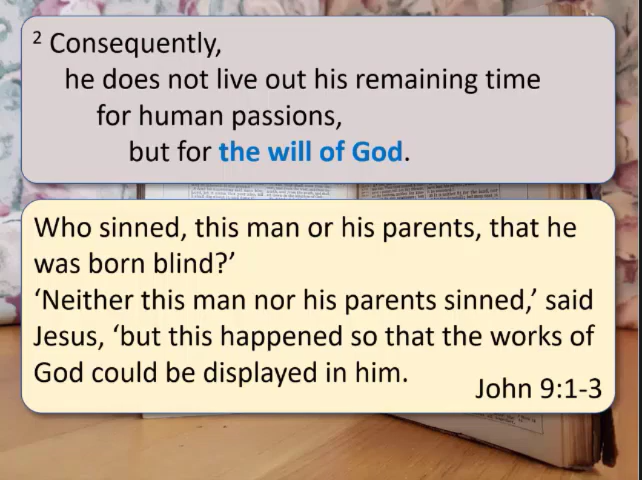 ² Consequently,
he does not live out his remaining time
for human passions,
but for the will of God.
Who sinned, this man or his parents, that he
was born blind?’
‘Neither this man nor his parents sinned,’ said
Jesus, ‘but this happened so that the works of
God could be displayed in him.
John 9:1-3